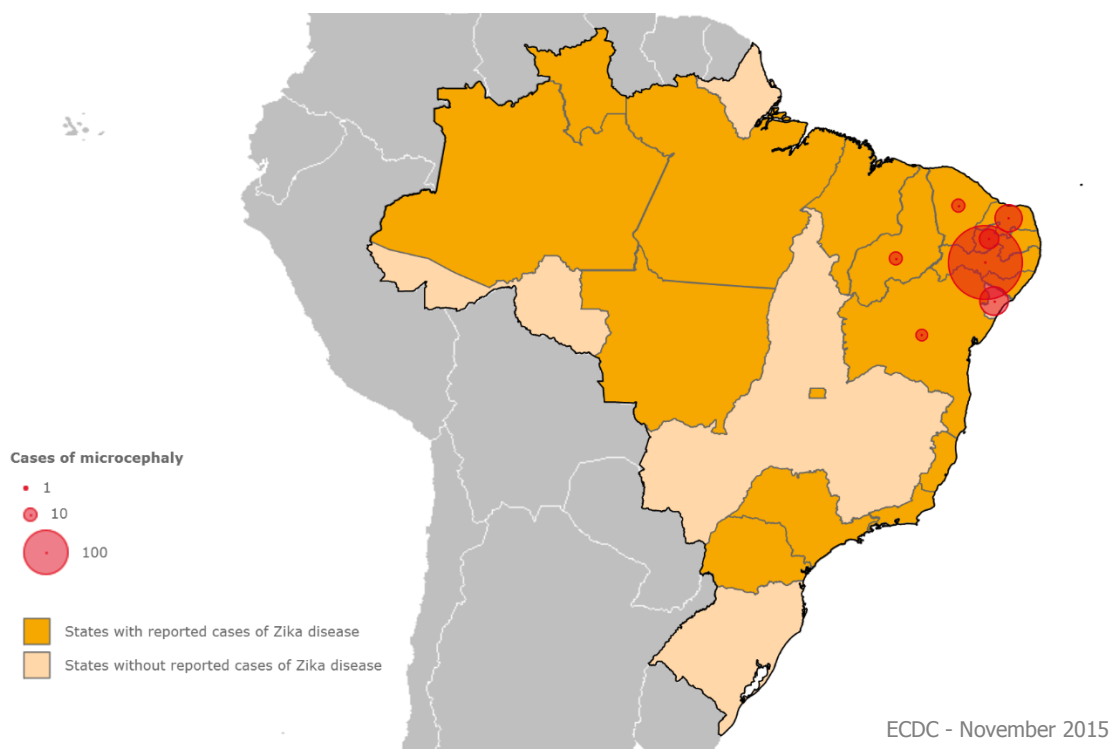 Cases of microcephaly
1
10
100
States with reported cases of Zika disease
States without reported cases of Zika disease
ECDC - November 2015